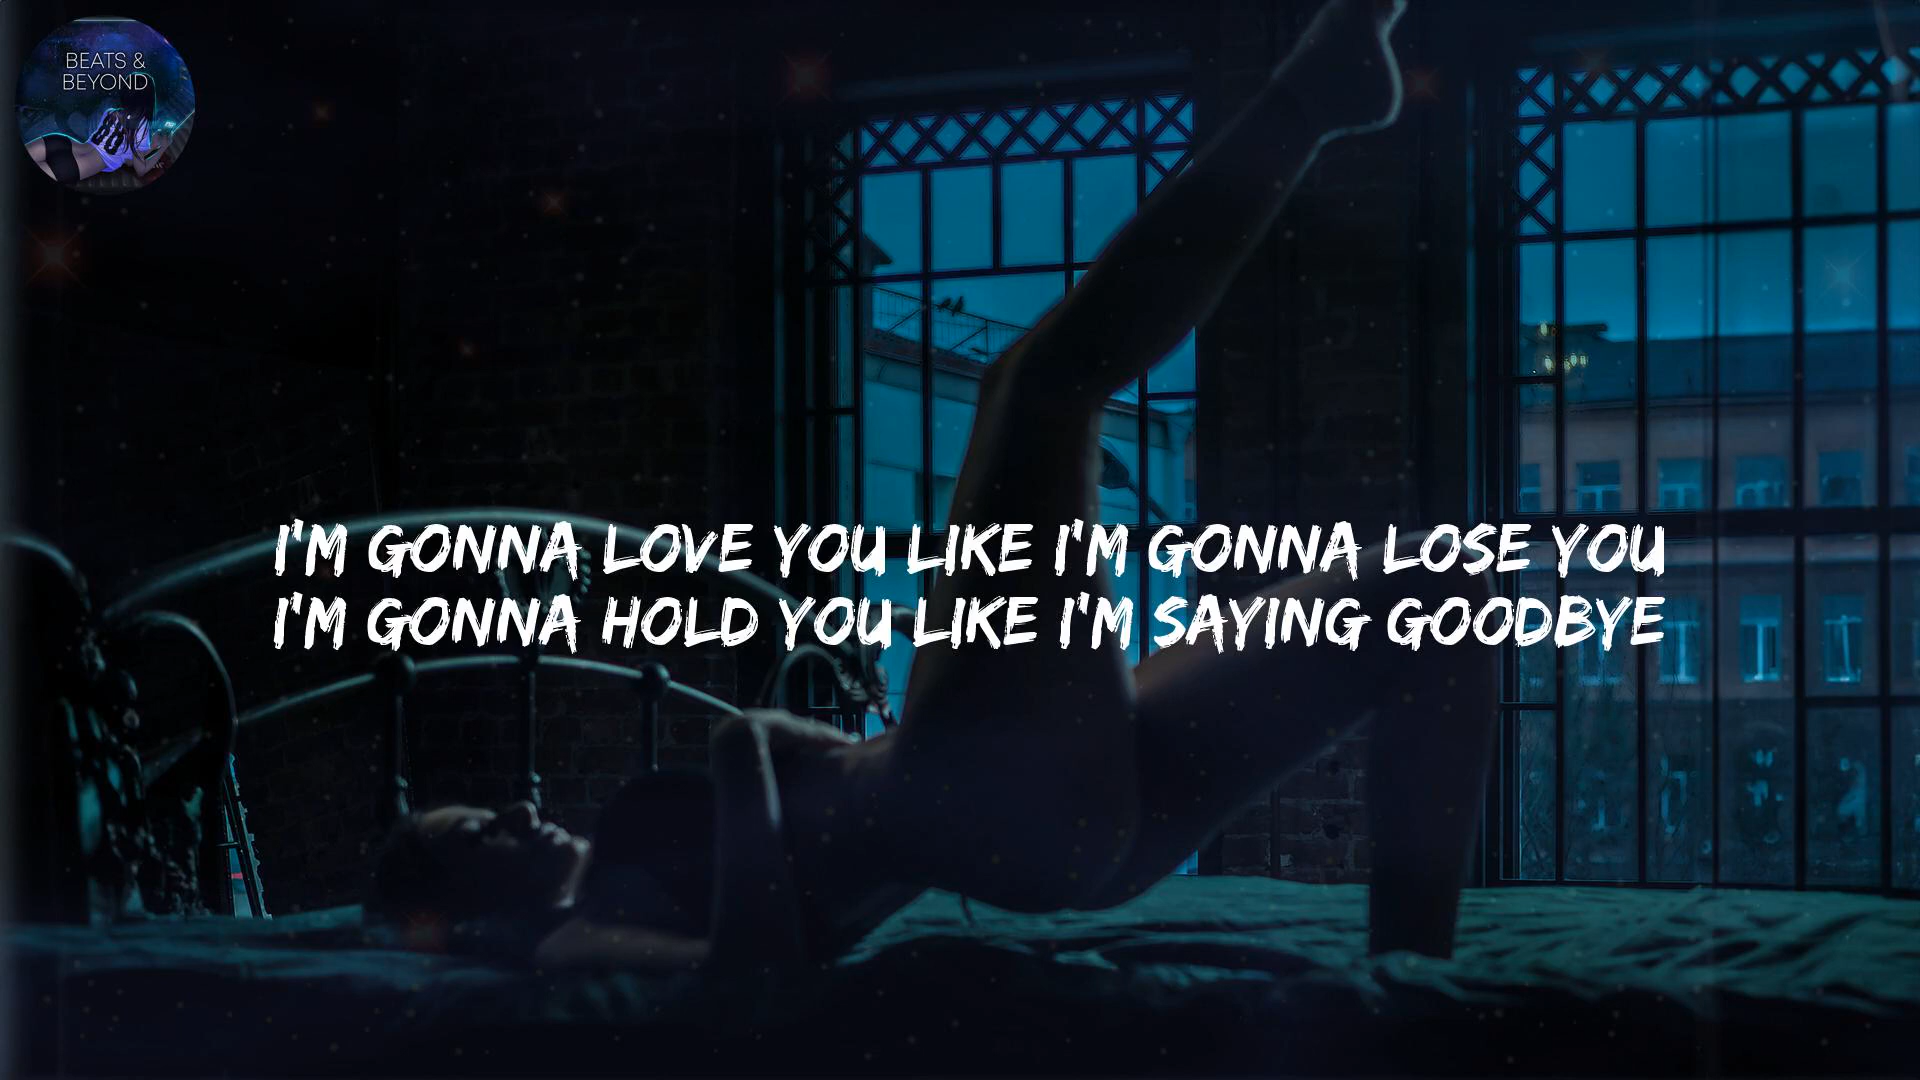 BEATS &
BEYOND
I'M GONNA LOVE YOU LIKE I'M GONNA LOSE YOU
I'M GONNA HOLD YOU LIKE I'M SAYING GOODBYE